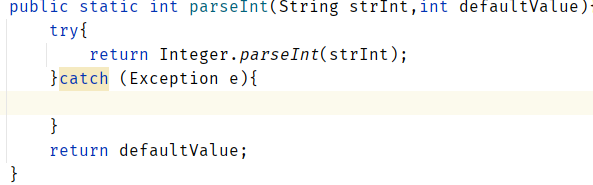 public static int parseInt(String strInt,int defaultValue){
try{
return Integer.parseInt(strInt);
}catch (Exception e){
}
return defaultValue;
}